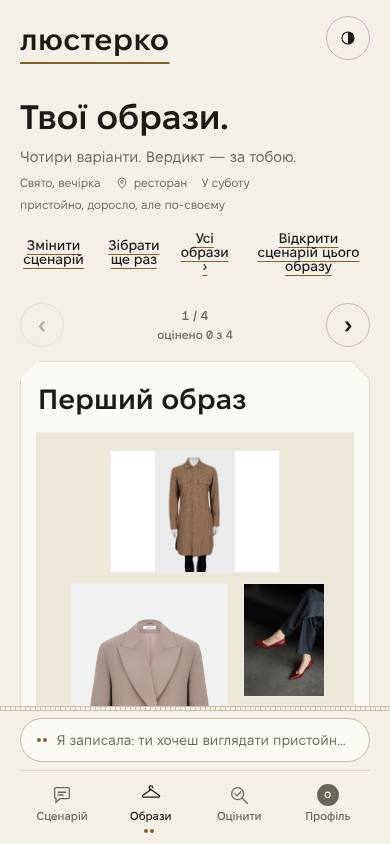 люстерко
Твої образи.
Чотири варіанти. Вердикт — за тобою.
Свято, вечірка ресторан У суботу
пристойно, доросло, але по-своєму
Змінити сценарій
Зібрати ще раз
Усі образи ›
Відкрити сценарій цього образу
‹
1 / 4
оцінено 0 з 4
›
Перший образ
Я записала: ти хочеш виглядати пристойн…
Сценарій
Образи
Оцінити
О
Профіль